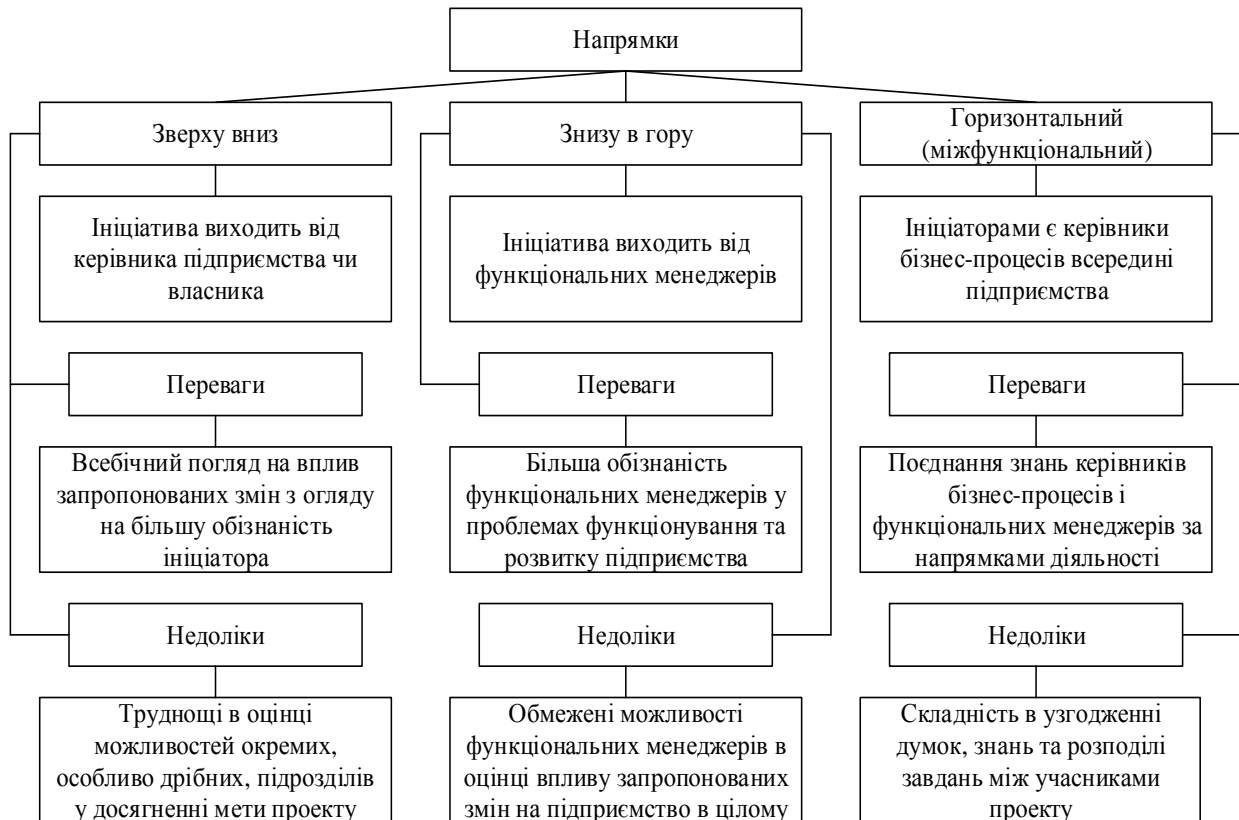 Напрямки
Зверху вниз
Знизу в гору
Горизонтальний
(міжфункціональний)
Ініціатива виходить від
керівника підприємства чи
власника
Ініціатива виходить від
функціональних менеджерів
Ініціаторами є керівники
бізнес-процесів всередині
підприємства
Переваги
Переваги
Переваги
Всебічний погляд на вплив
запропонованих змін з огляду
на більшу обізнаність
ініціатора
Більша обізнаність
функціональних менеджерів у
проблемах функціонування та
розвитку підприємства
Поєднання знань керівників
бізнес-процесів і
функціональних менеджерів за
напрямками діяльності
Недоліки
Недоліки
Недоліки
Труднощі в оцінці
можливостей окремих,
особливо дрібних, підрозділів
у досягненні мети проекту
Обмежені можливості
функціональних менеджерів в
оцінці впливу запропонованих
змін на підприємство в цілому
Складність в узгодженні
думок, знань та розподілі
завдань між учасниками
проекту